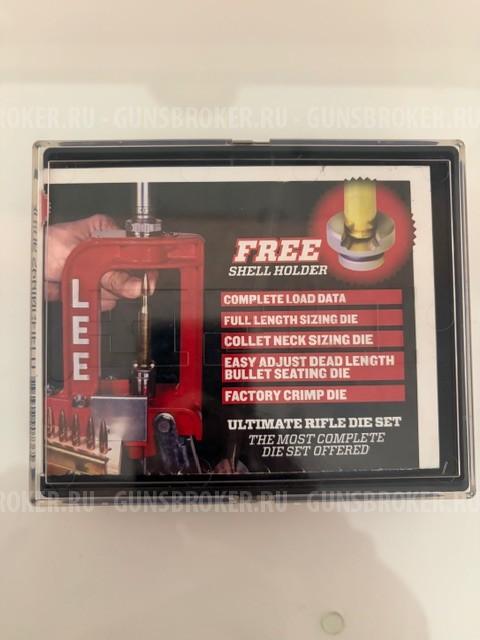 .RU - GUNSBROKER.RU - GUNSBROKER.RU - GUNSBROKER.RU
LEE
FREE
SHELL HOLDER
COMPLETE LOAD DATA
FULL LENGTH SIZING DIE
COLLET NECK SIZING DIE
EASY ADJUST DEAD LENGTH
BULLET SEATING DIE
FACTORY CRIMP DIE
ULTIMATE RIFLE DIE SET
THE MOST COMPLETE
DIE SET OFFERED
.RU - GUNSBROKER.RU - GUNSBROKER.RU - GUNSBROKER.RU